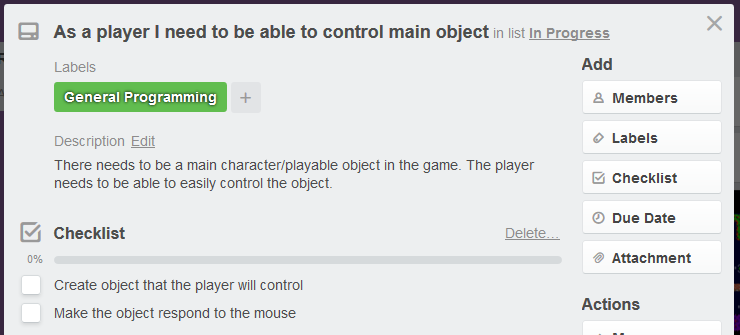 As a player I need to be able to control main object in list In Progress
Labels
General Programming +
Description Edit
There needs to be a main character/playable object in the game. The player
needs to be able to easily control the object.
Checklist Delete...
0%
Create object that the player will control
Make the object respond to the mouse
Add
Members
Labels
Checklist
Due Date
Attachment
Actions